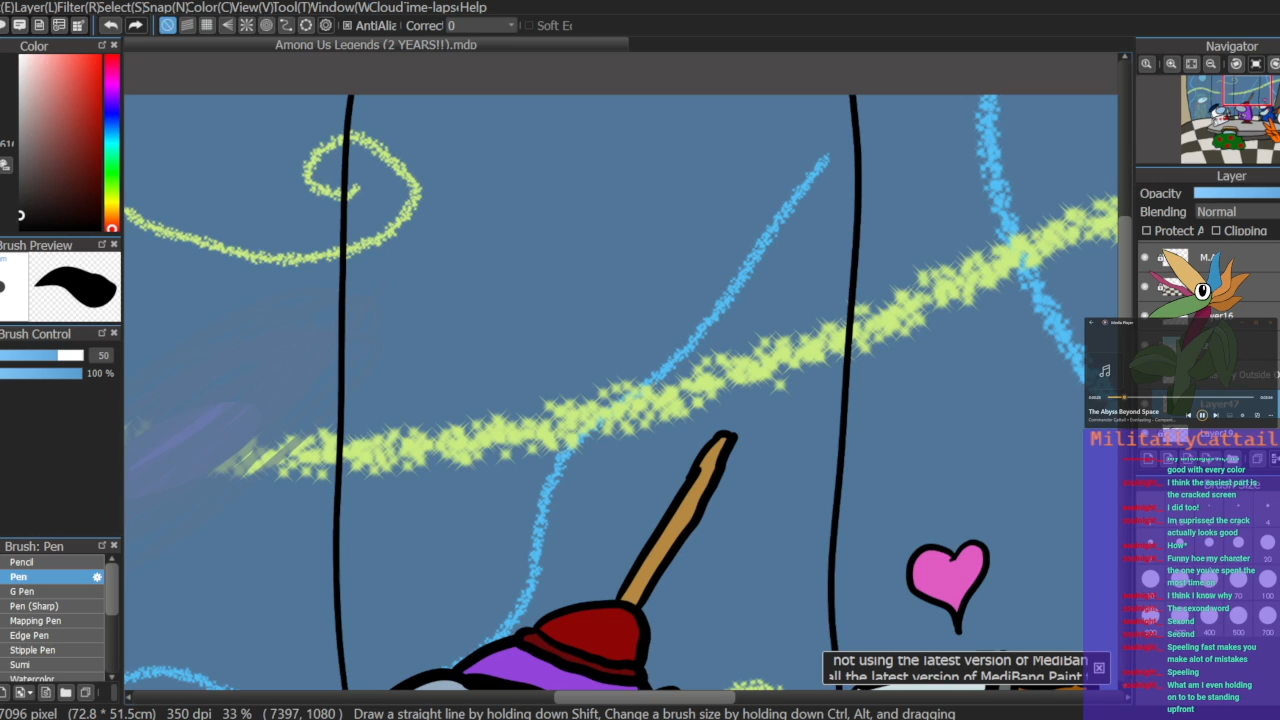 (E)Layer(L)Filter(R)Select(S)Snap(N)Color(C)View(V)Tool(T)Window(W)Cloud Time-lapse Help
AntiAlia Correct 0 Soft Ed
Among Us Legends (2 YEARS!!).mdp
Color
Navigator
Layer
Opacity
Blending Normal
Protect A Clipping
Brush Preview
Brush Control
50
100 %
The Abyss Beyond Space
MilitaryCattail
good with every color
I think the easiest part is
the cracked screen
I did too!
Im suprised the crack
actually looks good
How*
Funny hoe my charcter
the one you've spent the
most time on
I think I know why
The sexond word
Sexond
Second
Speeling fast makes you
make alot of mistakes
Speeling
What am I even holding
on to to be standing
upfront
Brush: Pen
Pencil
Pen
G Pen
Pen (Sharp)
Mapping Pen
Edge Pen
Stipple Pen
Sumi
Watercolor
not using the latest version of MediBan
all the latest version of MediBang Paint
7096 pixel (72.8 * 51.5cm) 350 dpi 33 % ( 7397, 1080 ) Draw a straight line by holding down Shift, Change a brush size by holding down Ctrl, Alt, and dragging